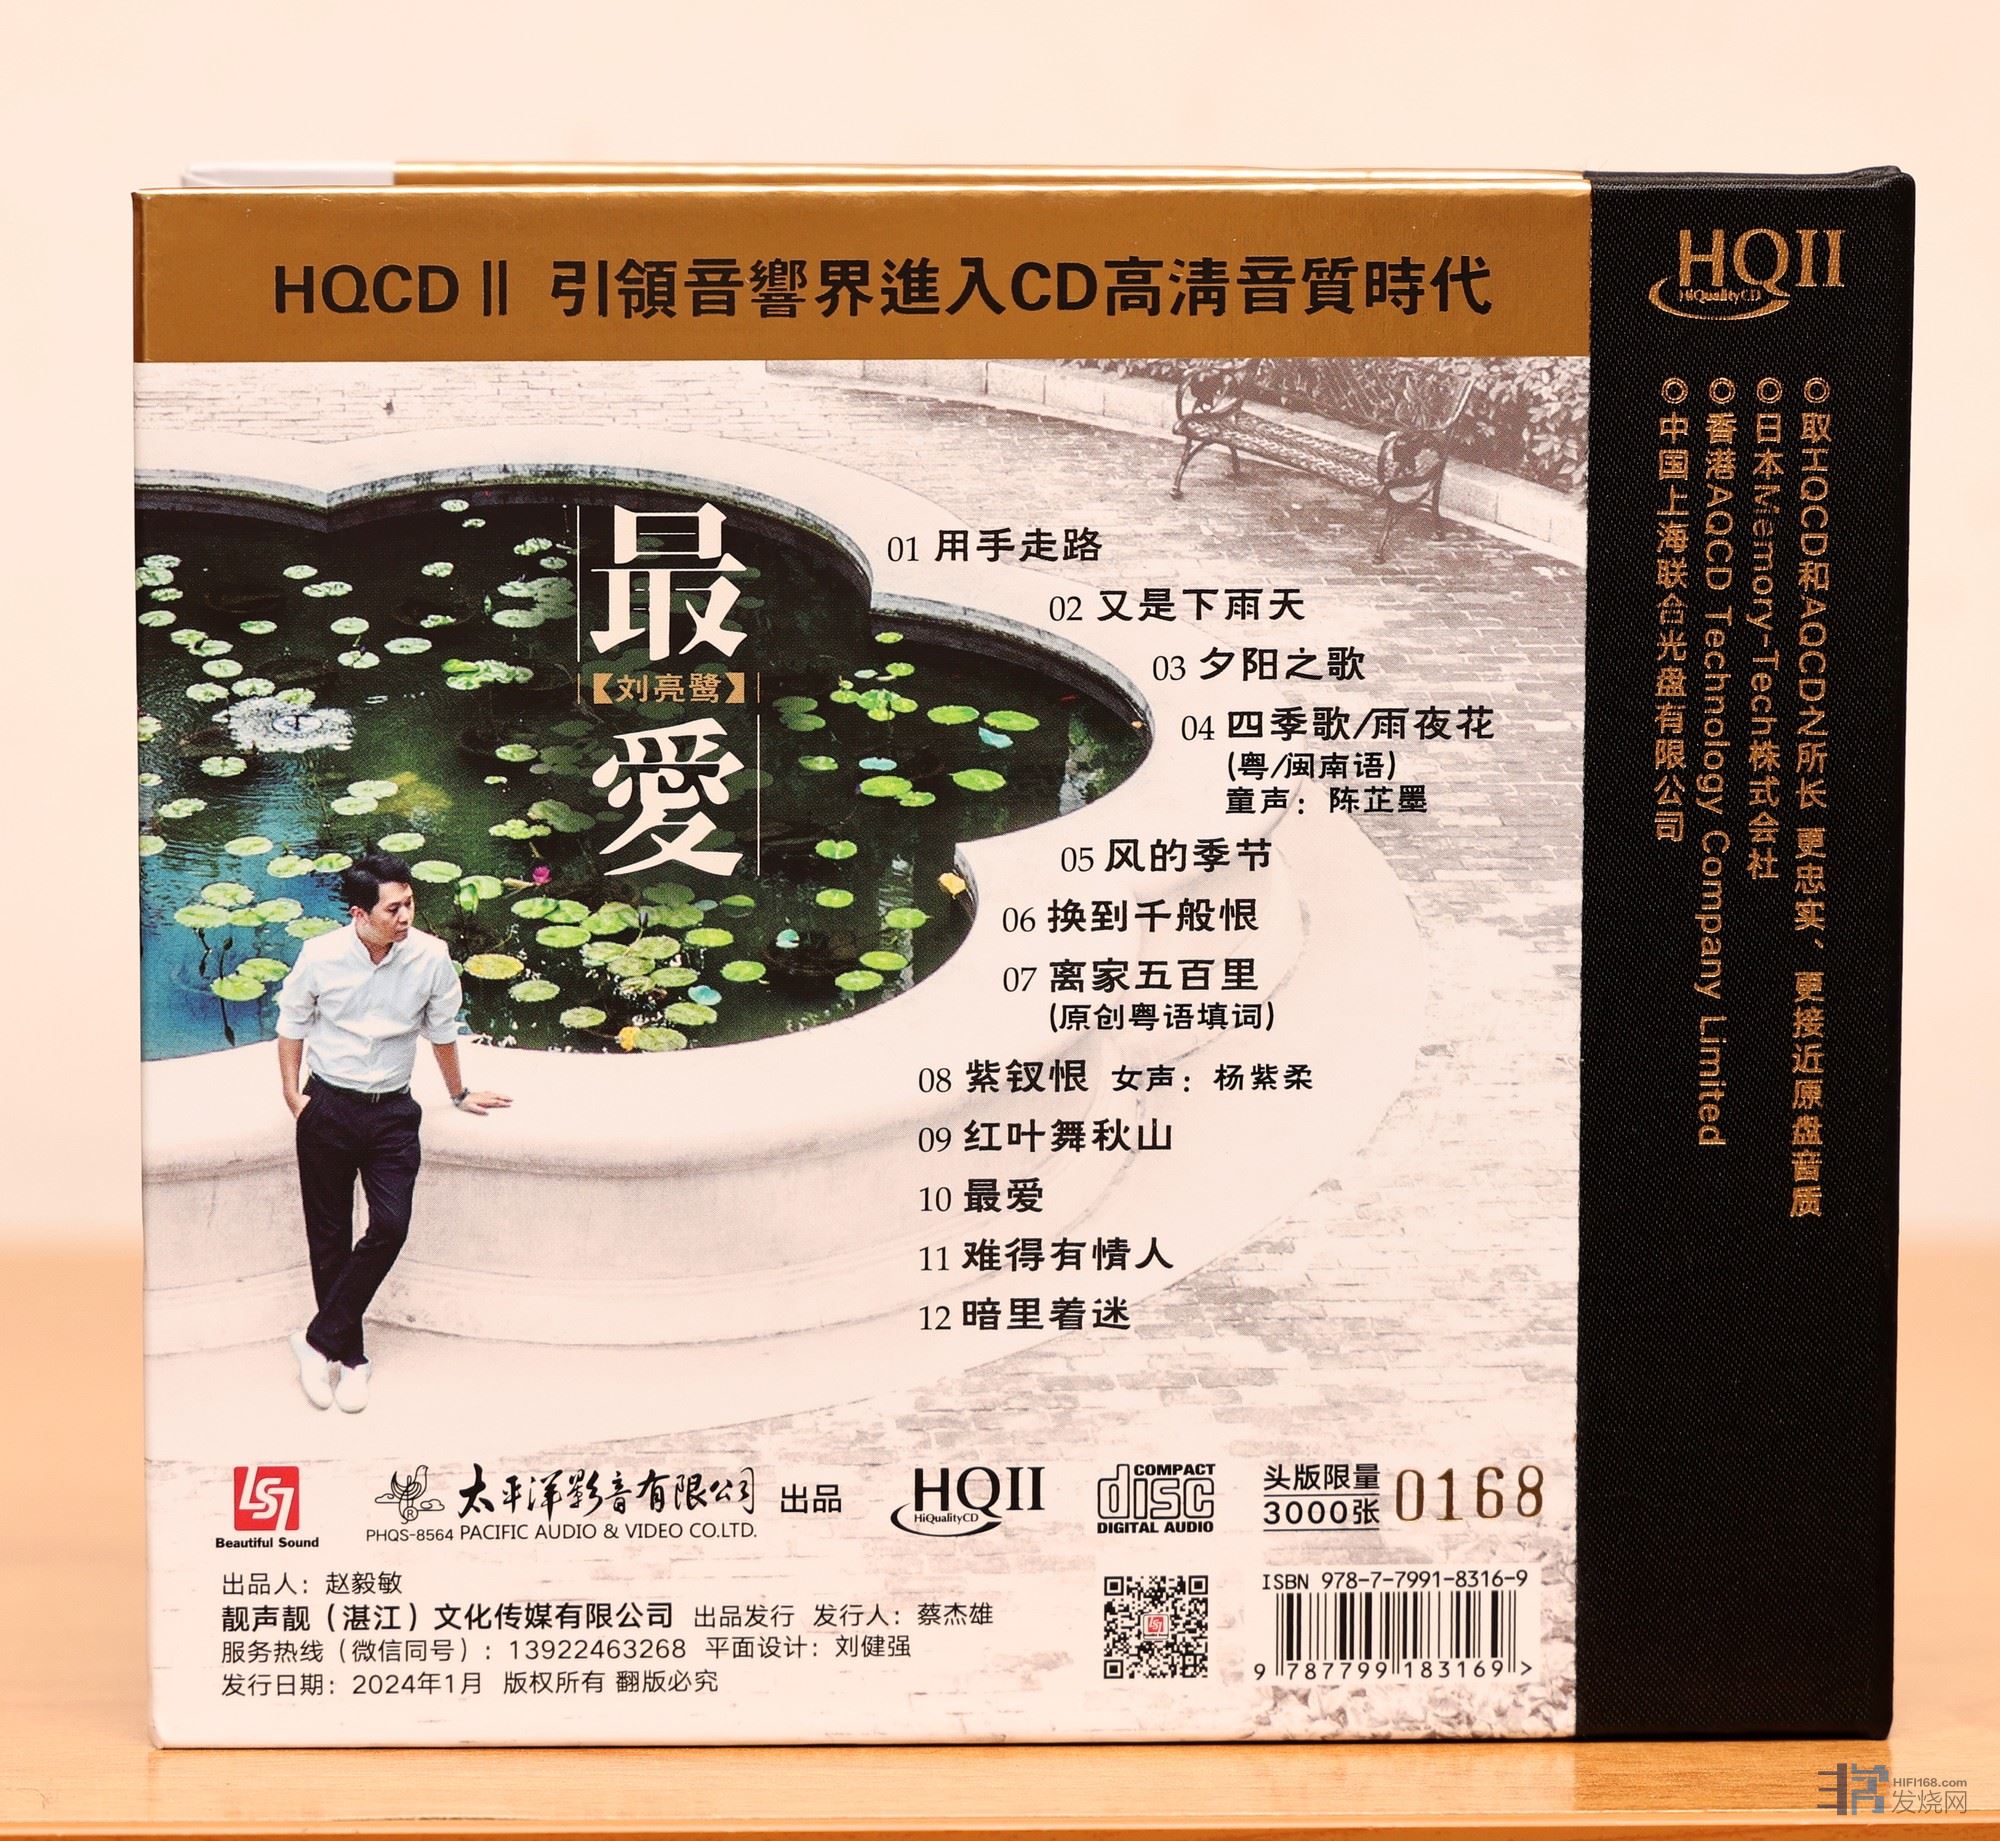 HQCD II 引領音響界進入CD高清音質時代
HQII
HiQualityCD
◎取HQCD和AQCDN所长 更忠实、更接近原盘音质
◎日本Memory-Tech株式会社
◎香港AQCD Technology Company Limited
◎中国上海联合光盘有限公司
最
【刘亮鹭】
愛
01 用手走路
02 又是下雨天
03 夕阳之歌
04 四季歌/雨夜花
(粤/闽南语)
童声：陈芷墨
05 风的季节
06 换到千般恨
07 离家五百里
(原创粤语填词)
08 紫钗恨 女声：杨紫柔
09 红叶舞秋山
10 最爱
11 难得有情人
12 暗里着迷
LSJ
Beautiful Sound
太平洋影音有限公司 出品
PHQS-8564 PACIFIC AUDIO & VIDEO CO.LTD.
HQII
HiQualityCD
COMPACT
disc
DIGITAL AUDIO
头版限量
3000张
0168
出品人：赵毅敏
靓声靓（湛江）文化传媒有限公司 出品发行 发行人：蔡杰雄
服务热线（微信同号）：13922463268 平面设计：刘健强
发行日期：2024年1月 版权所有 翻版必究
ISBN 978-7-7991-8316-9
9 787799 183169 >
HIFI168.com
发烧网